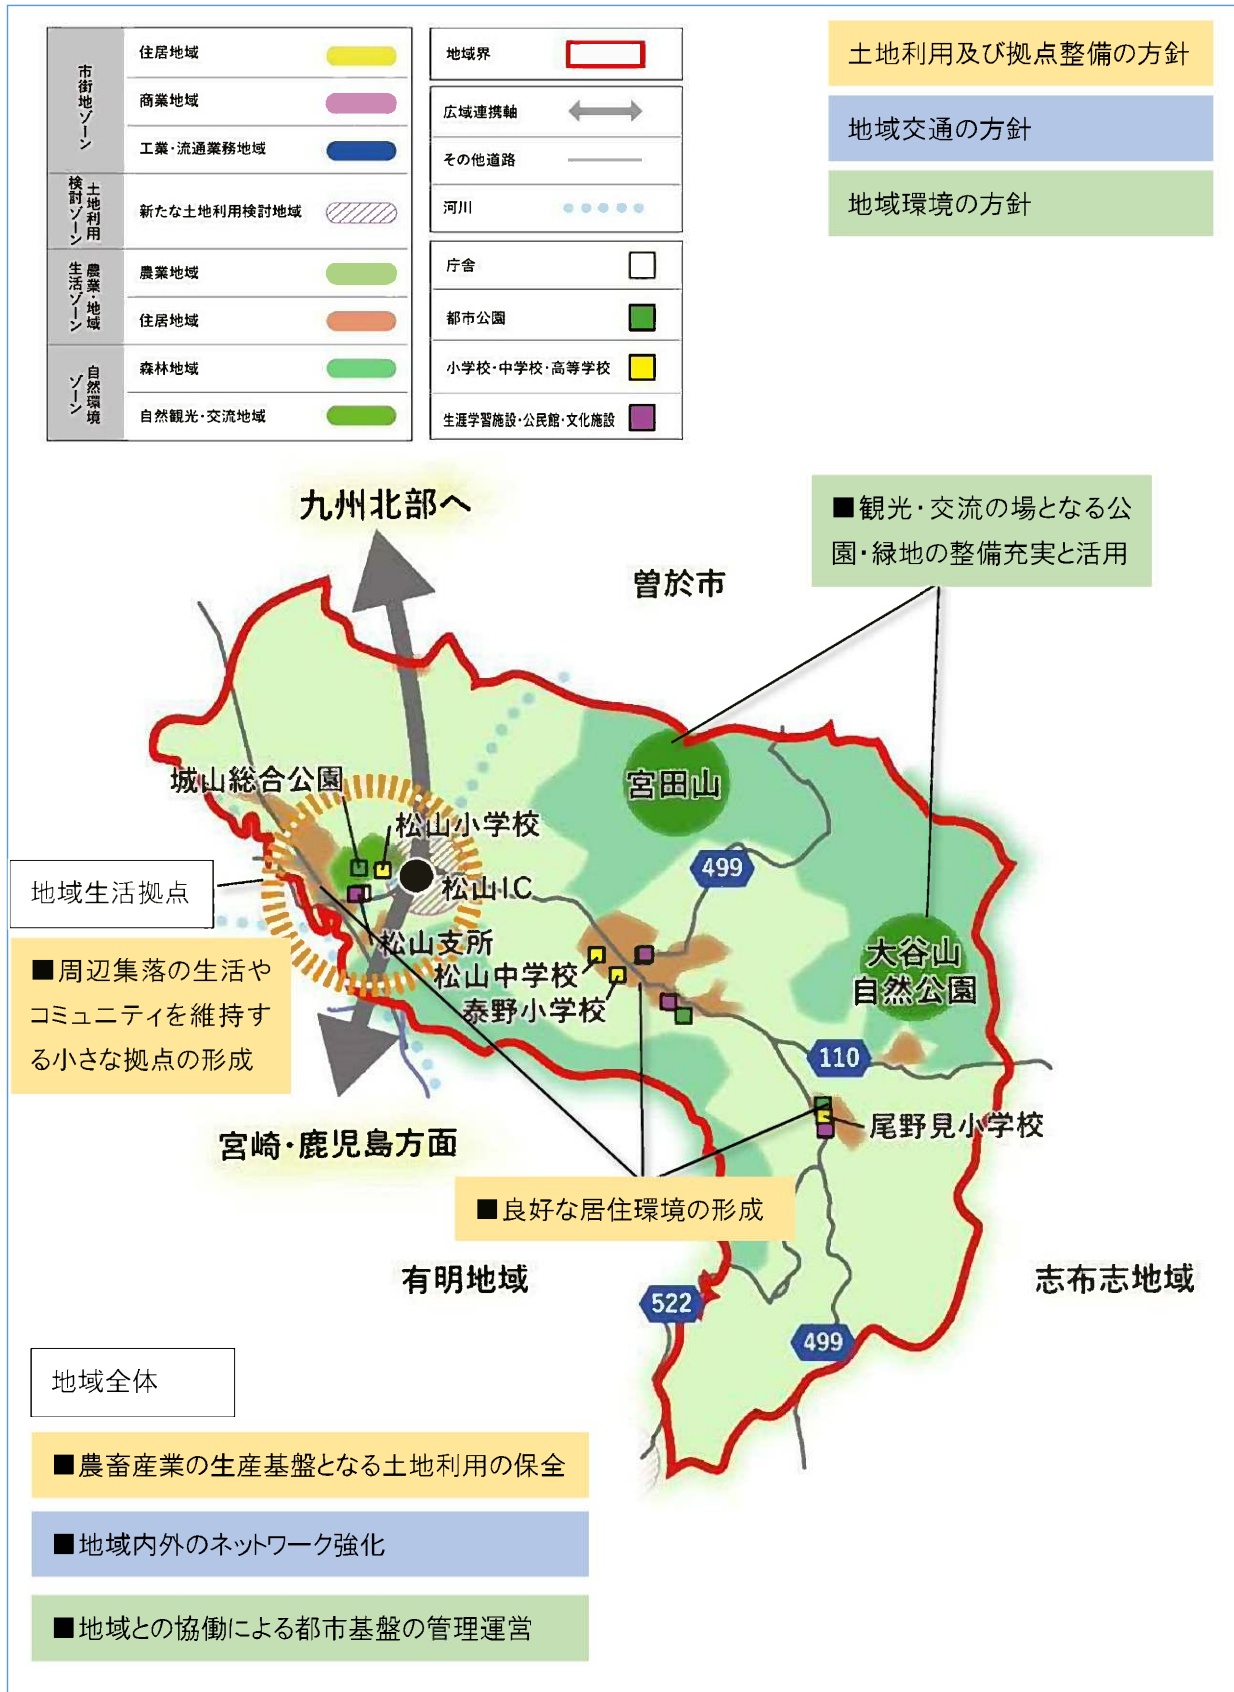 市街地ゾーン
住居地域
商業地域
工業・流通業務地域
土地利用
検討ゾーン
新たな土地利用検討地域
農業・地域
生活ゾーン
農業地域
住居地域
自然環境
ゾーン
森林地域
自然観光・交流地域
地域界
広域連携軸
その他道路
河川
庁舎
都市公園
小学校・中学校・高等学校
生涯学習施設・公民館・文化施設
土地利用及び拠点整備の方針
地域交通の方針
地域環境の方針
九州北部へ
曽於市
■観光・交流の場となる公
園・緑地の整備充実と活用
城山総合公園
松山小学校
宮田山
499
松山IC
地域生活拠点
松山支所
松山中学校
泰野小学校
大谷山
自然公園
■周辺集落の生活や
コミュニティを維持す
る小さな拠点の形成
110
尾野見小学校
宮崎・鹿児島方面
■良好な居住環境の形成
有明地域
志布志地域
522
499
地域全体
■農畜産業の生産基盤となる土地利用の保全
■地域内外のネットワーク強化
■地域との協働による都市基盤の管理運営